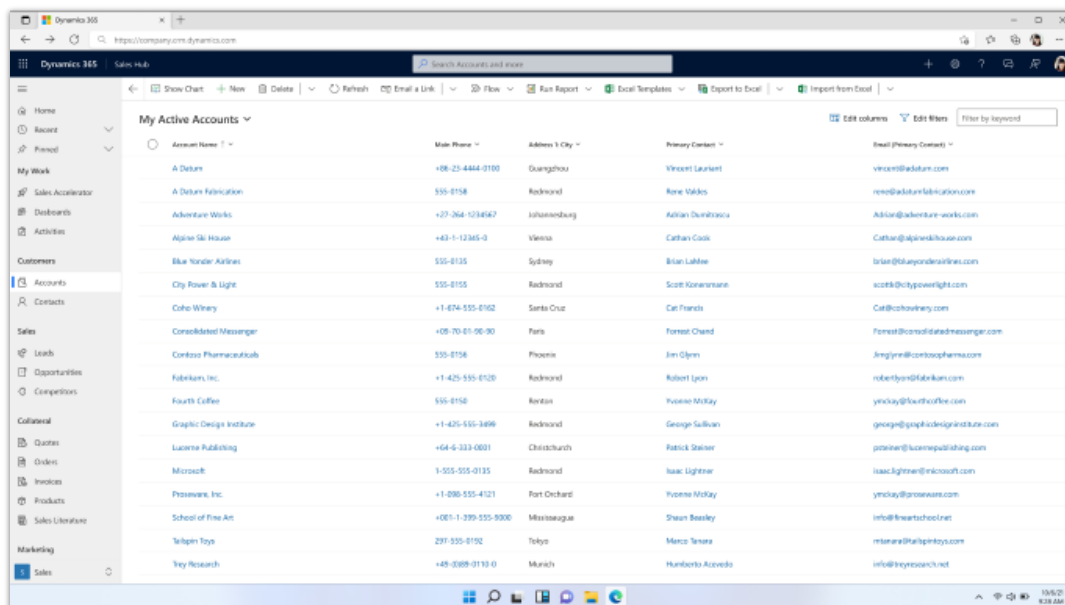 Dynamics 365
https://company.crm.dynamics.com
Dynamics 365 Sales Hub Search Accounts and more
Show Chart New Delete Refresh Email a Link Flow Run Report Excel Templates Export to Excel Import from Excel
Home
Recent
Pinned
My Work
Sales Accelerator
Dasboards
Activities
Customers
Accounts
Contacts
Sales
Leads
Opportunities
Competitors
Collateral
Quotes
Orders
Invoices
Products
Sales Literature
Marketing
S Sales
My Active Accounts Edit columns Edit filters Filter by keyword
Account Name Main Phone Address 1: City Primary Contact Email (Primary Contact)
A Datum +86-23-4444-0100 Guangzhou Vincent Lauriant vincent@adatum.com
A Datum Fabrication 555-0158 Redmond Rene Valdes rene@adatumfabrication.com
Adventure Works +27-264-1234567 Johannesburg Adrian Dumitrascu Adrian@adventure-works.com
Alpine Ski House +43-1-12345-0 Vienna Cathan Cook Cathan@alpineskihouse.com
Blue Yonder Airlines 555-0135 Sydney Brian LaMee brian@blueyonderairlines.com
City Power & Light 555-0155 Redmond Scott Konersmann scottk@citypowerlight.com
Coho Winery +1-674-555-0162 Santa Cruz Cat Francis Cat@cohowinery.com
Consolidated Messenger +09-70-01-90-90 Paris Forrest Chand Forrest@consolidatedmessenger.com
Contoso Pharmaceuticals 555-0156 Phoenix Jim Glynn Jimglynn@contosopharma.com
Fabrikam, Inc. +1-425-555-0120 Redmond Robert Lyon robertlyon@fabrikam.com
Fourth Coffee 555-0150 Renton Yvonne McKay ymckay@fourthcoffee.com
Graphic Design Institute +1-425-555-3499 Redmond George Sullivan george@graphicdesigninstitute.com
Lucerne Publishing +64-6-333-0001 Christchurch Patrick Steiner psteiner@lucernepublishing.com
Microsoft 1-555-555-0135 Redmond Isaac Lightner isaac.lightner@microsoft.com
Proseware, Inc. +1-098-555-4121 Port Orchard Yvonne McKay ymckay@proseware.com
School of Fine Art +001-1-399-555-9000 Mississaugua Shaun Beasley info@fineartschool.net
Tailspin Toys 297-555-0192 Tokyo Marco Tanara mtanara@tailspintoys.com
Trey Research +49-(0)89-0110-0 Munich Humberto Acevedo info@treyresearch.net
10/5/21
9:28 AM